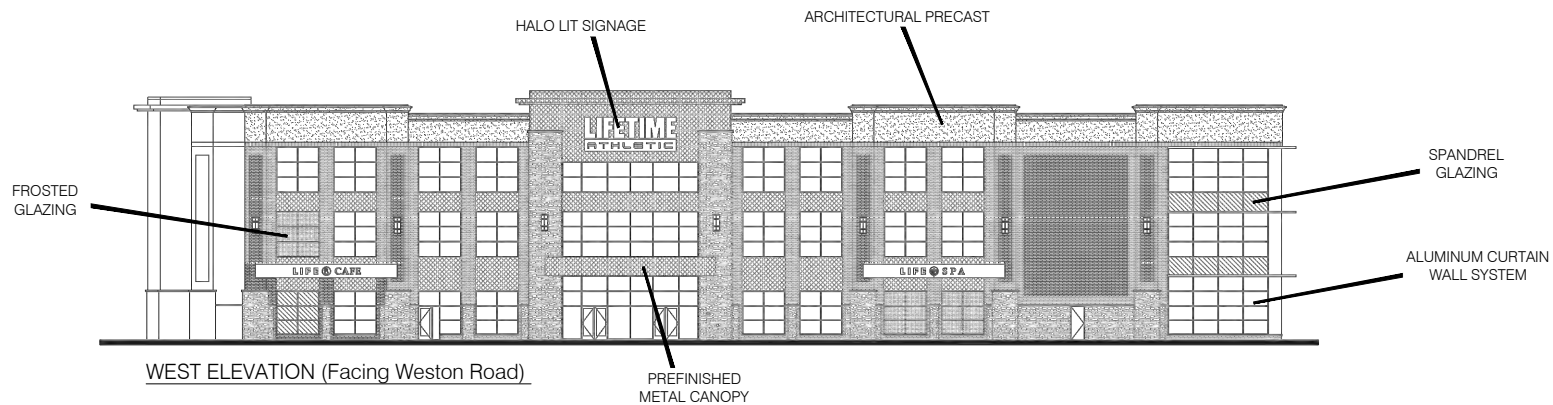 HALO LIT SIGNAGE
ARCHITECTURAL PRECAST
LIFETIME
ATHLETIC
FROSTED
GLAZING
SPANDREL
GLAZING
LIFE CAFE
LIFE SPA
ALUMINUM CURTAIN
WALL SYSTEM
WEST ELEVATION (Facing Weston Road)
PREFINISHED
METAL CANOPY